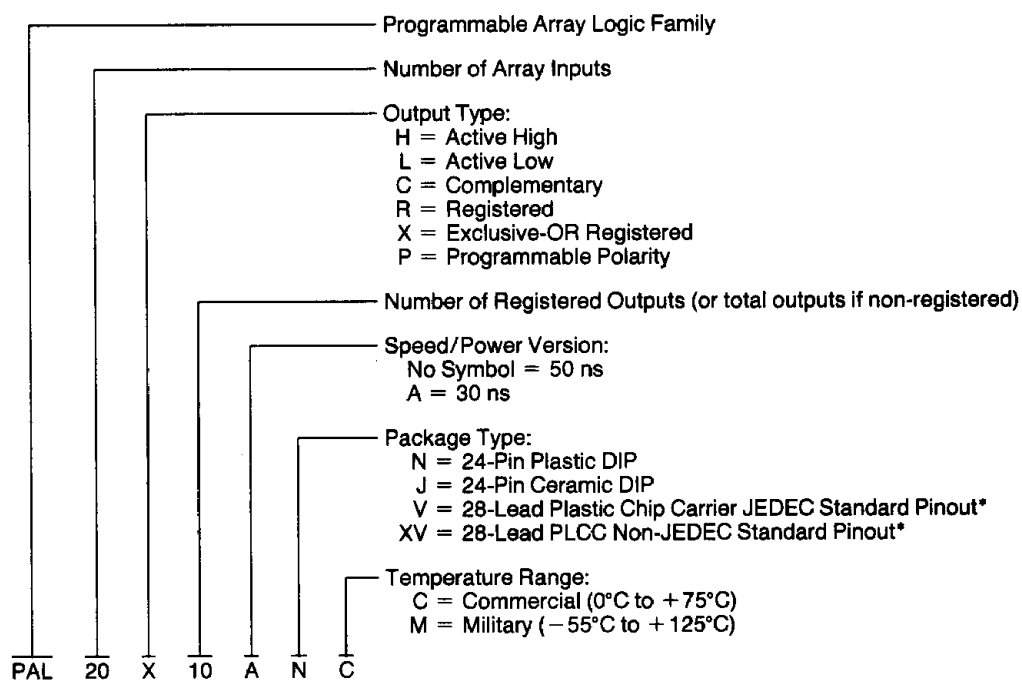 Programmable Array Logic Family
Number of Array Inputs
Output Type:
H = Active High
L = Active Low
C = Complementary
R = Registered
X = Exclusive-OR Registered
P = Programmable Polarity
Number of Registered Outputs (or total outputs if non-registered)
Speed/Power Version:
No Symbol = 50 ns
A = 30 ns
Package Type:
N = 24-Pin Plastic DIP
J = 24-Pin Ceramic DIP
V = 28-Lead Plastic Chip Carrier JEDEC Standard Pinout*
XV = 28-Lead PLCC Non-JEDEC Standard Pinout*
Temperature Range:
C = Commercial (0°C to +75°C)
M = Military (−55°C to +125°C)
PAL 20 X 10 A N C